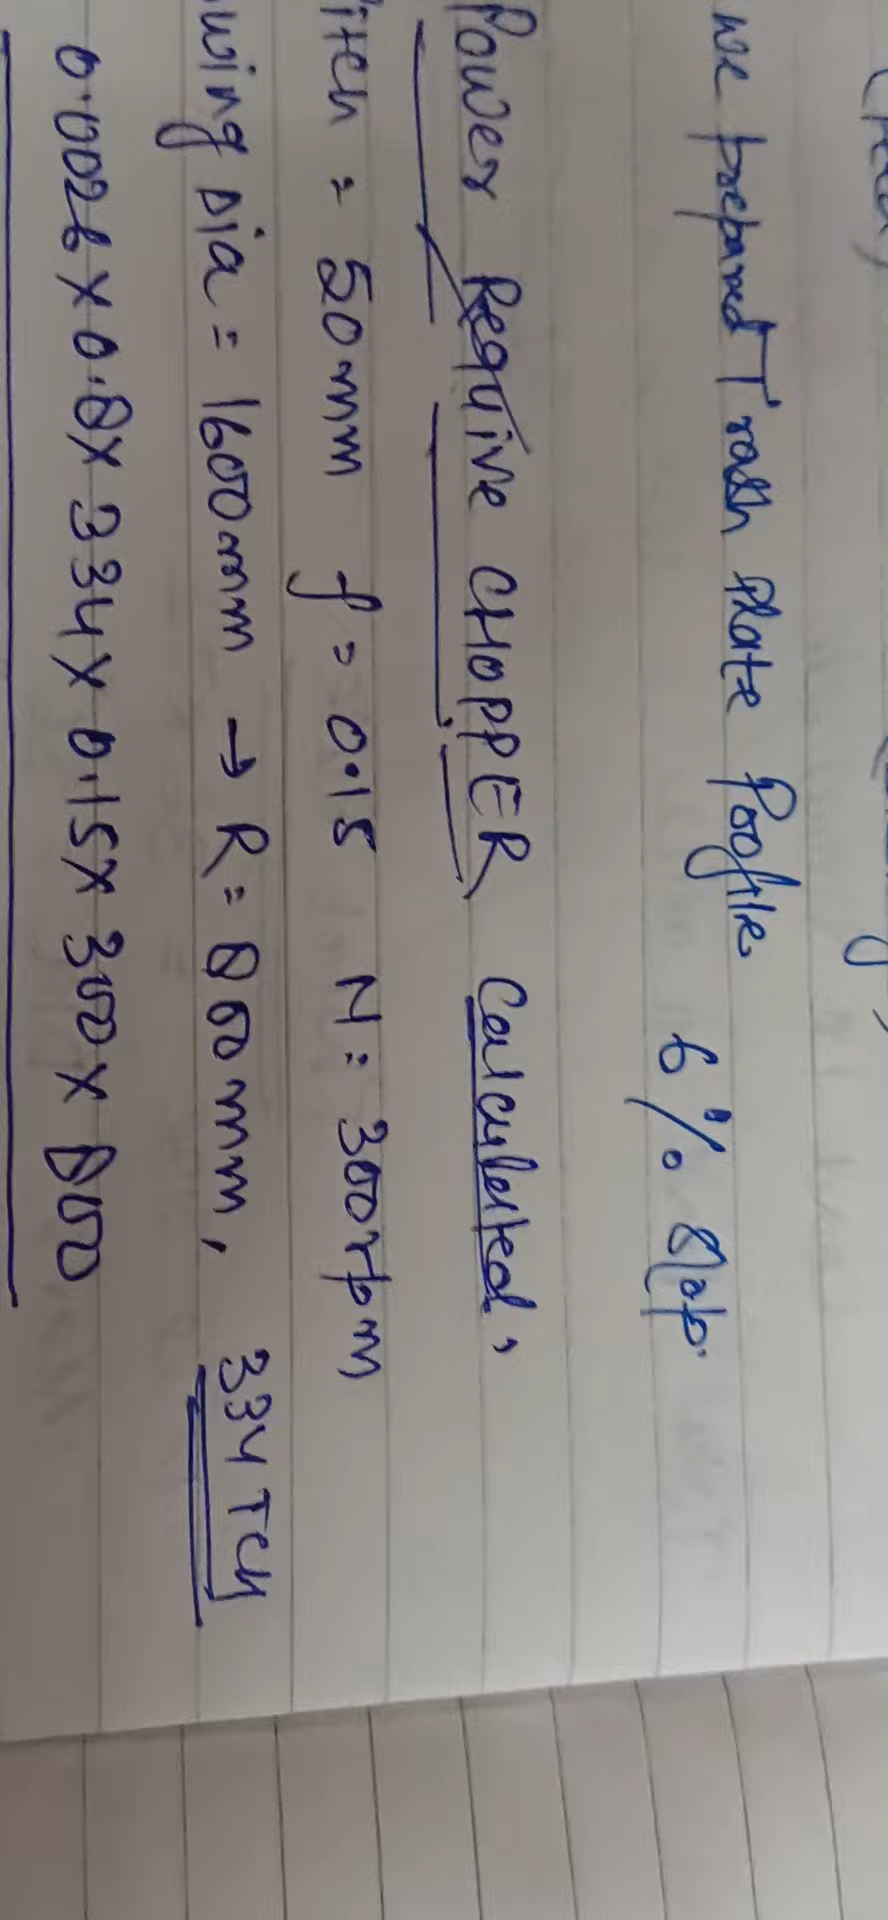 we prepared Trash Plate Profile. 6% slop.
Power Require CHOPPER Calculated,
itch = 50mm f = 0.15 N = 300rpm
wing Dia = 1600mm → R = 800mm, 334 TCH
0.0026 x 0.8 x 334 x 0.15 x 300 x 800